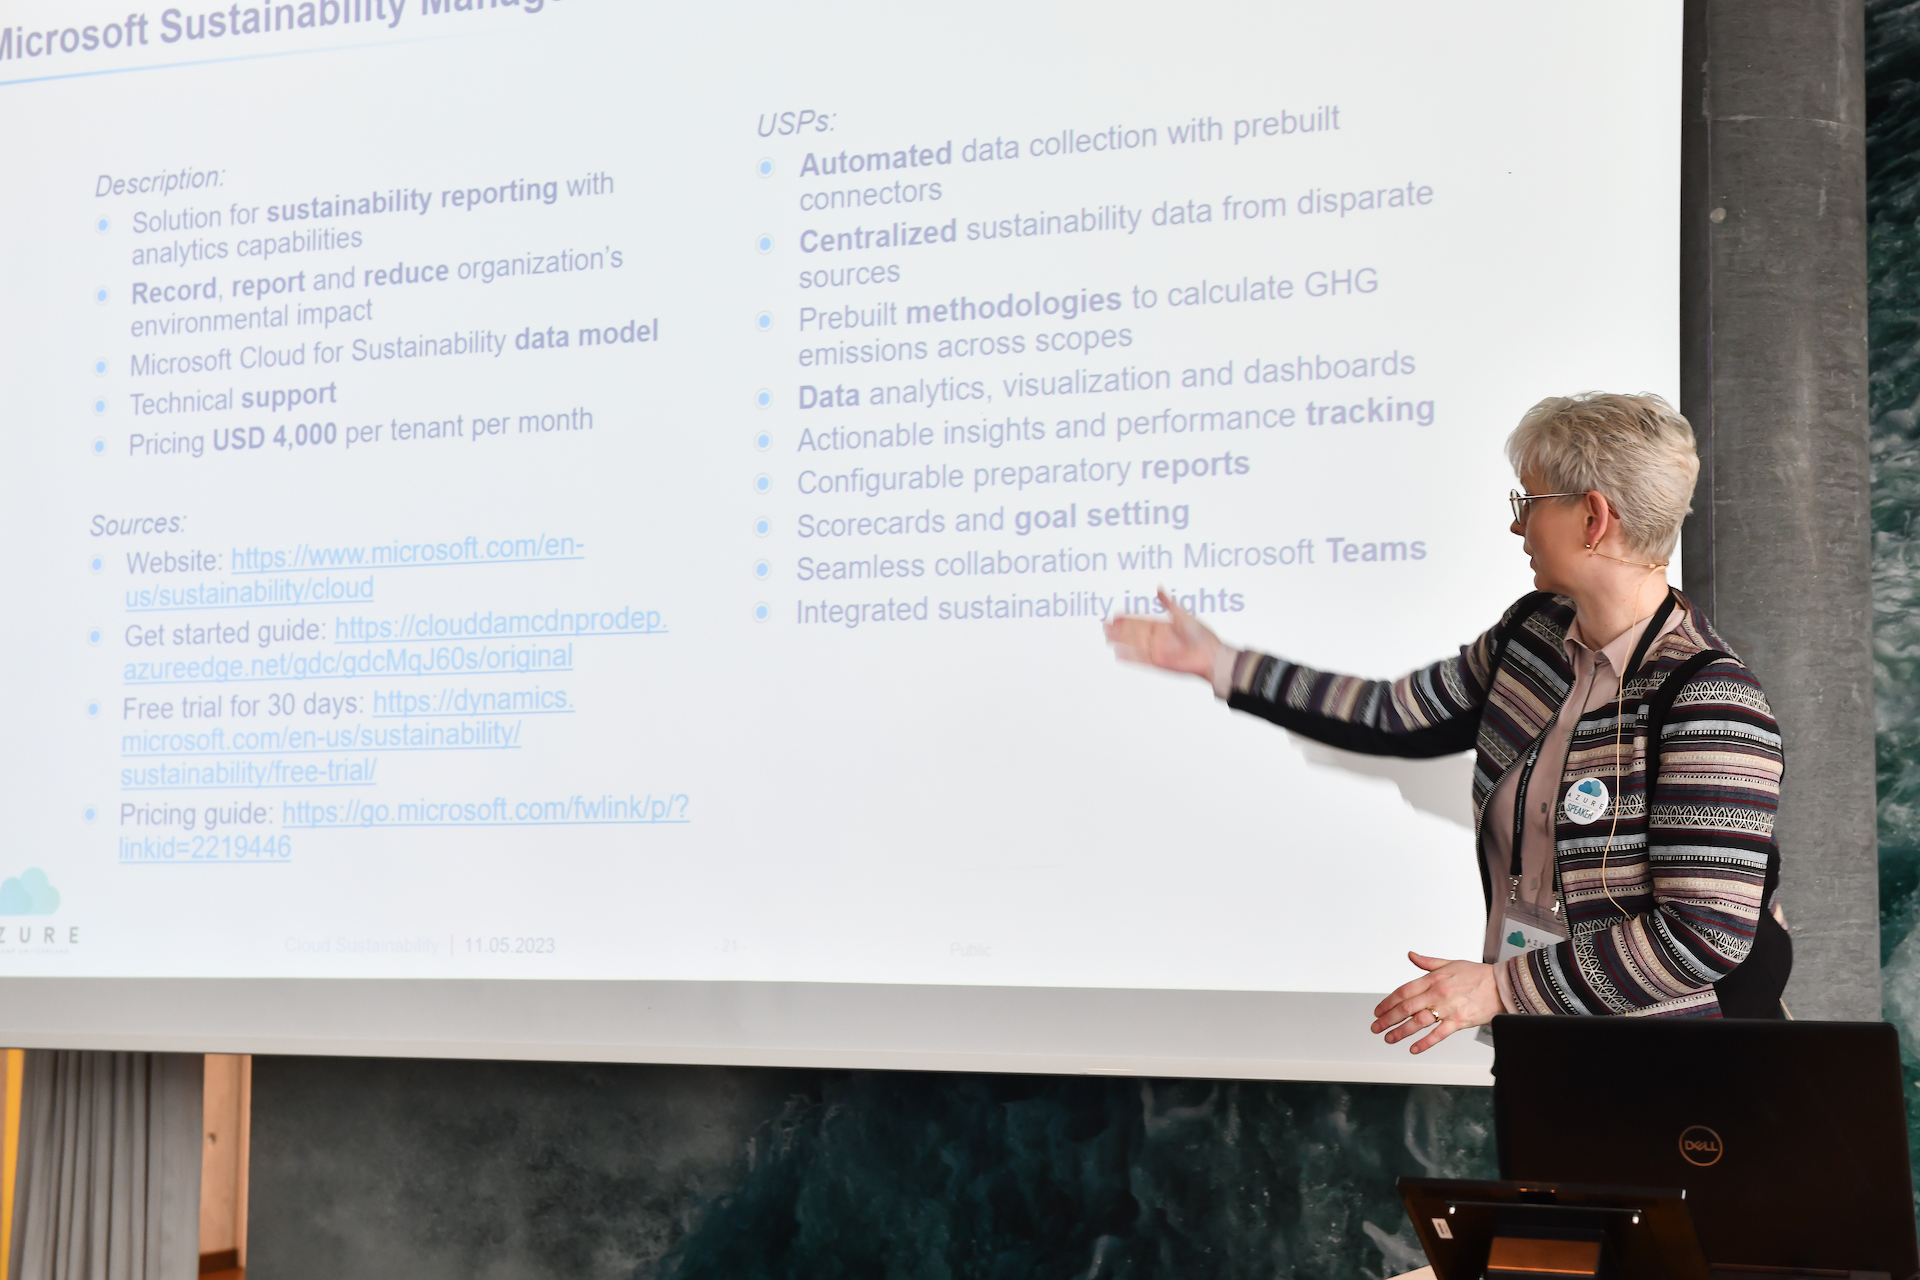 Microsoft Sustainability
Description:
Solution for sustainability reporting with
analytics capabilities
Record, report and reduce organization's
environmental impact
Microsoft Cloud for Sustainability data model
Technical support
Pricing USD 4,000 per tenant per month
Sources:
Website: https://www.microsoft.com/en-
us/sustainability/cloud
Get started guide: https://clouddamcdnprodep.
azureedge.net/gdc/gdcMqJ60s/original
Free trial for 30 days: https://dynamics.
microsoft.com/en-us/sustainability/
sustainability/free-trial/
Pricing guide: https://go.microsoft.com/fwlink/p/?
linkid=2219446
USPs:
Automated data collection with prebuilt
connectors
Centralized sustainability data from disparate
sources
Prebuilt methodologies to calculate GHG
emissions across scopes
Data analytics, visualization and dashboards
Actionable insights and performance tracking
Configurable preparatory reports
Scorecards and goal setting
Seamless collaboration with Microsoft Teams
Integrated sustainability insights
ZURE
Cloud Sustainability | 11.05.2023
- 21 -
Public
AZURE
SPEAKER
DELL